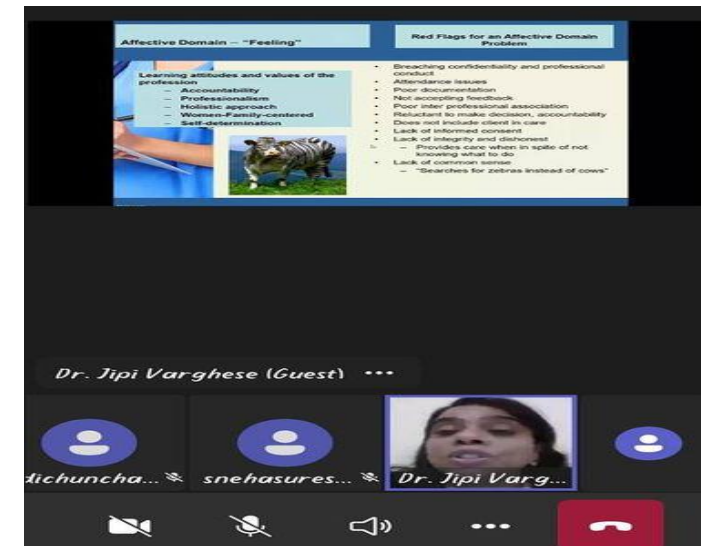 Affective Domain – "Feeling"
Learning attitudes and values of the
profession
– Accountability
– Professionalism
– Holistic approach
– Women-Family-centered
– Self-determination
Red Flags for an Affective Domain
Problem
• Breaching confidentiality and professional
conduct
• Attendance issues
• Poor documentation
• Not accepting feedback
• Poor inter professional association
• Reluctant to make decision, accountability
• Does not include client in care
• Lack of informed consent
• Lack of integrity and dishonest
– Provides care when in spite of not
knowing what to do
• Lack of common sense
– "Searches for zebras instead of cows"
Dr. Jipi Varghese (Guest) •••
dichuncha...
snehasures...
Dr. Jipi Varg...